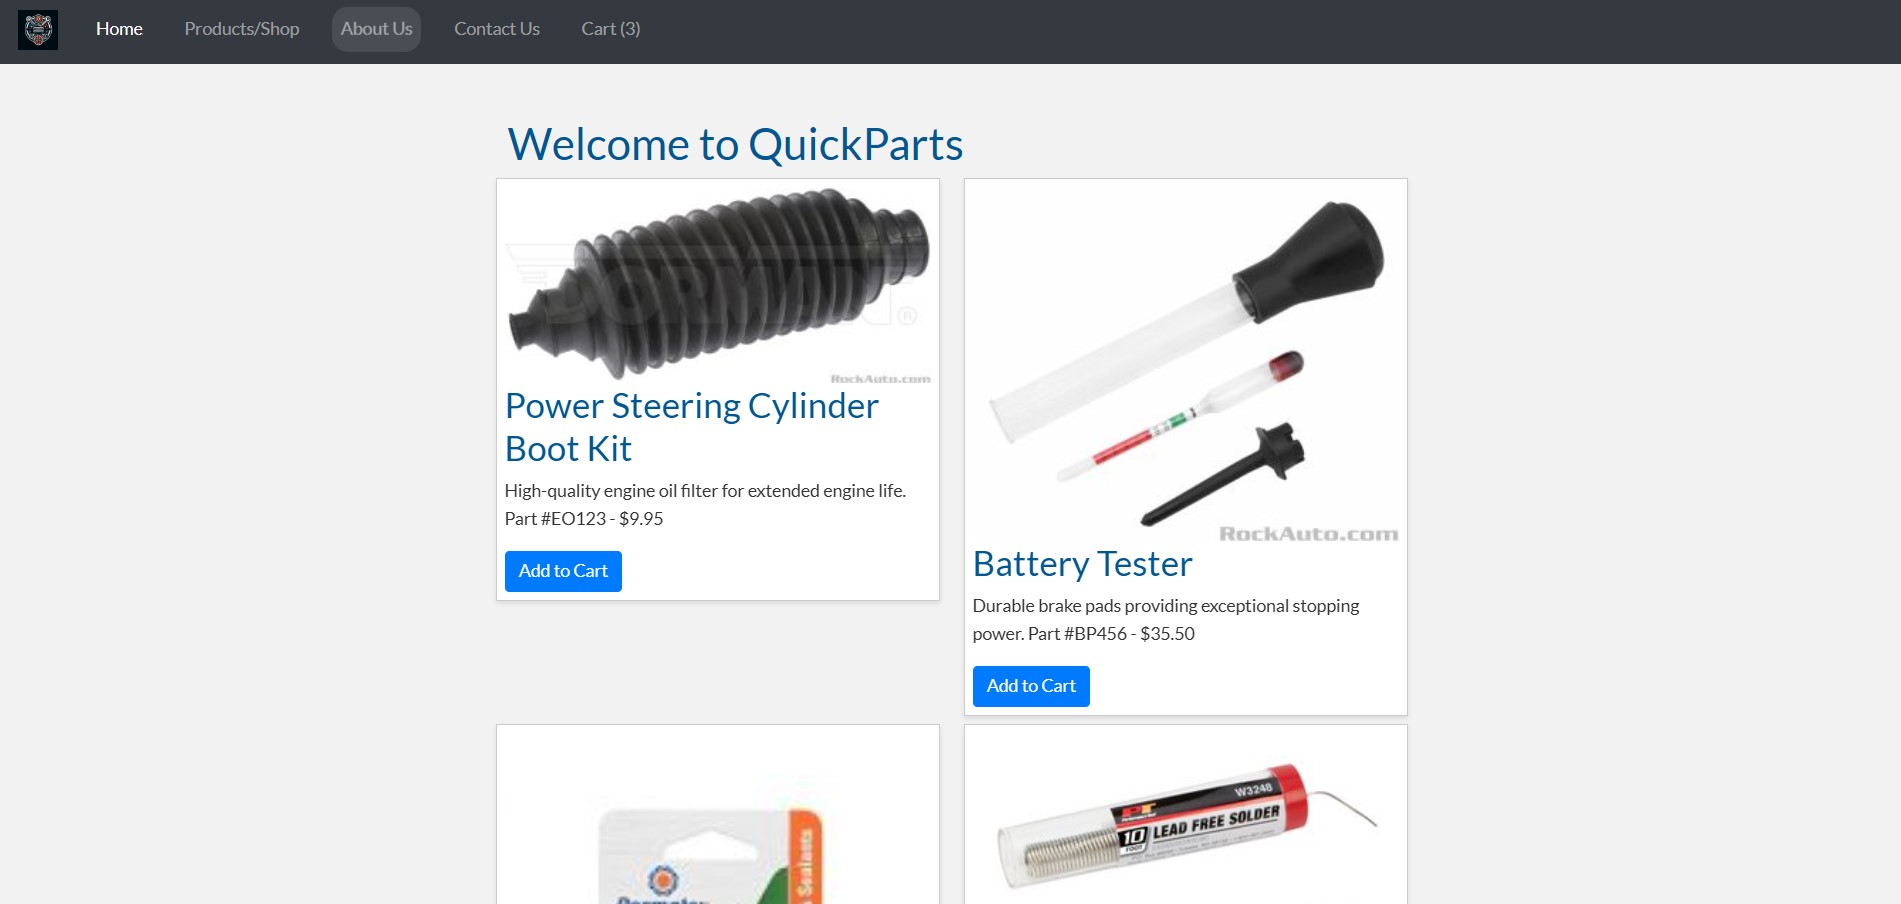 Home Products/Shop About Us Contact Us Cart (3)
Welcome to QuickParts
DORMAN®
RockAuto.com
Power Steering Cylinder
Boot Kit
High-quality engine oil filter for extended engine life.
Part #EO123 - $9.95
Add to Cart
RockAuto.com
Battery Tester
Durable brake pads providing exceptional stopping
power. Part #BP456 - $35.50
Add to Cart
Sealants
W3248
PT
10 FOOT
LEAD FREE SOLDER